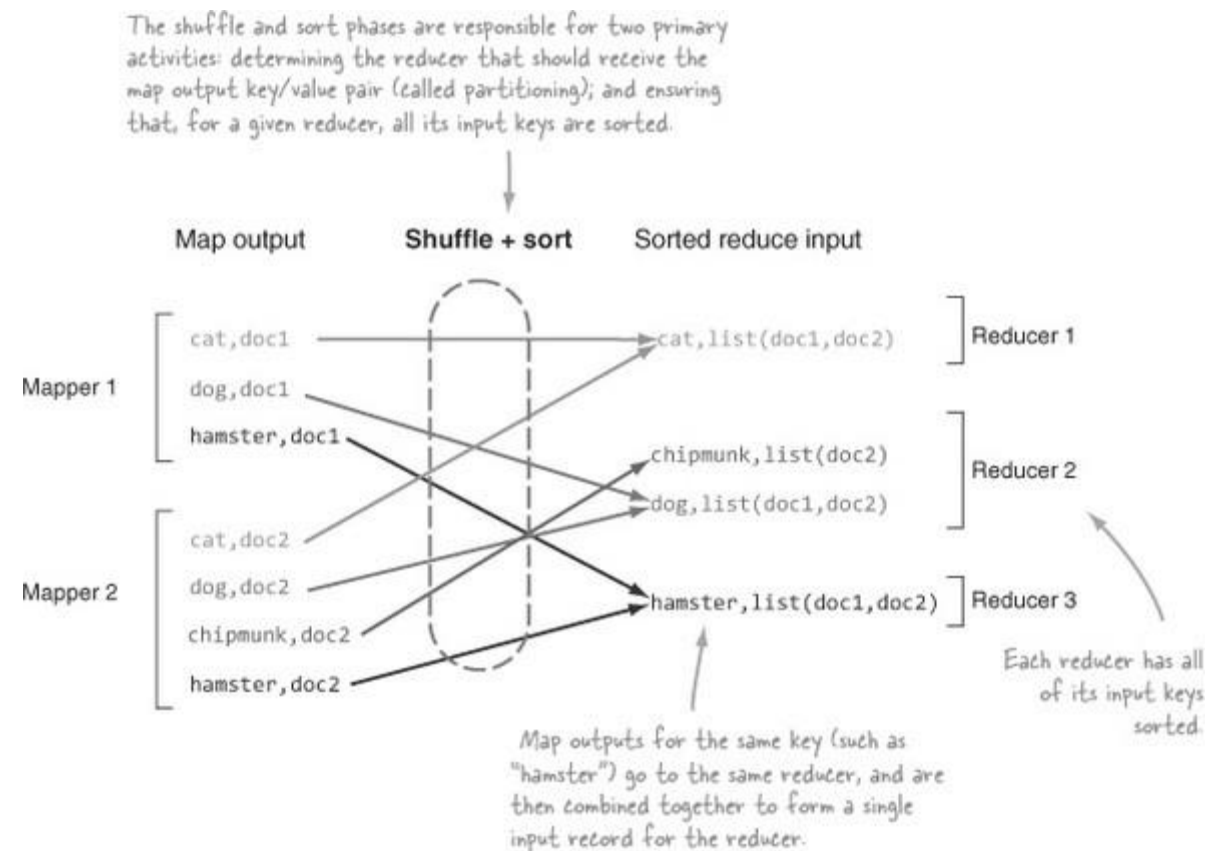 The shuffle and sort phases are responsible for two primary
activities: determining the reducer that should receive the
map output key/value pair (called partitioning); and ensuring
that, for a given reducer, all its input keys are sorted.
Map output
Shuffle + sort
Sorted reduce input
Mapper 1
cat,doc1
dog,doc1
hamster,doc1
Mapper 2
cat,doc2
dog,doc2
chipmunk,doc2
hamster,doc2
cat,list(doc1,doc2)
Reducer 1
chipmunk,list(doc2)
dog,list(doc1,doc2)
Reducer 2
hamster,list(doc1,doc2)
Reducer 3
Each reducer has all
of its input keys
sorted.
Map outputs for the same key (such as
"hamster") go to the same reducer, and are
then combined together to form a single
input record for the reducer.